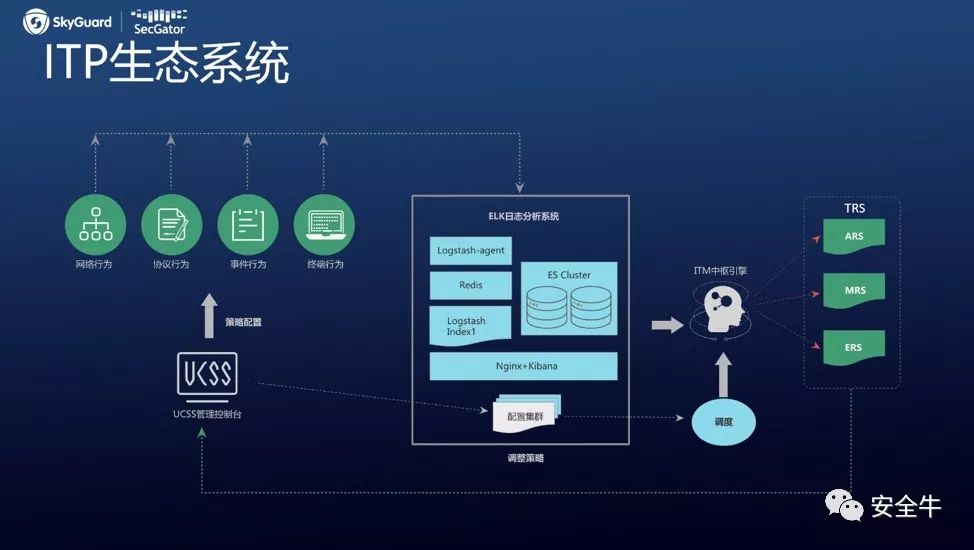 SkyGuard
SecGator
ITP生态系统
网络行为
协议行为
事件行为
终端行为
策略配置
UCSS
UCSS管理控制台
ELK日志分析系统
Logstash-agent
Redis
Logstash
Index1
ES Cluster
Nginx+Kibana
配置集群
调整策略
ITM中枢引擎
调度
TRS
ARS
MRS
ERS
安全牛